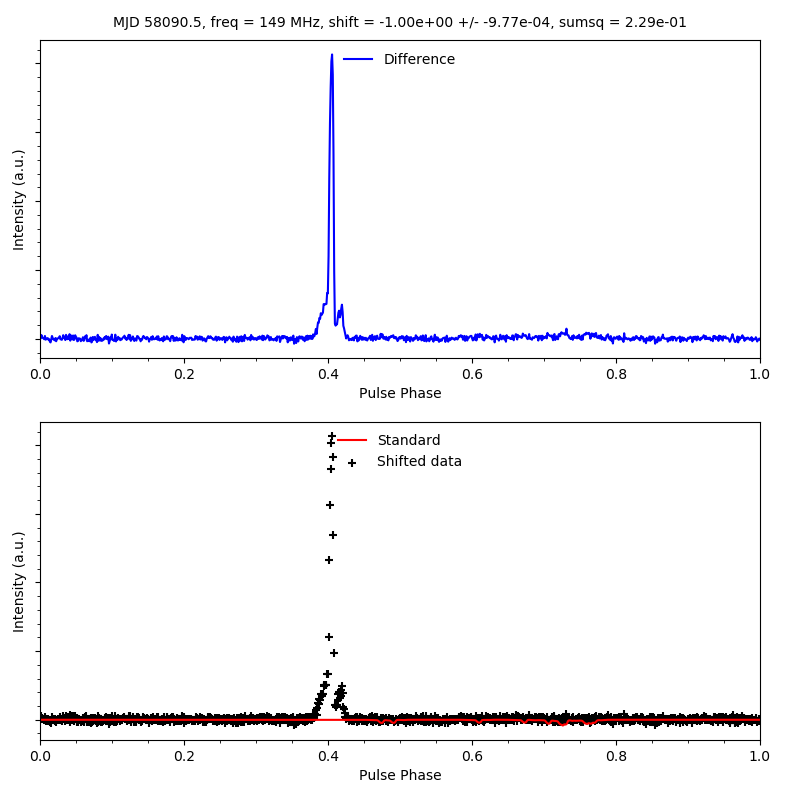 MJD 58090.5, freq = 149 MHz, shift = -1.00e+00 +/- -9.77e-04, sumsq = 2.29e-01
Difference
Intensity (a.u.)
0.0 0.2 0.4 0.6 0.8 1.0
Pulse Phase
Standard
Shifted data
Intensity (a.u.)
0.0 0.2 0.4 0.6 0.8 1.0
Pulse Phase